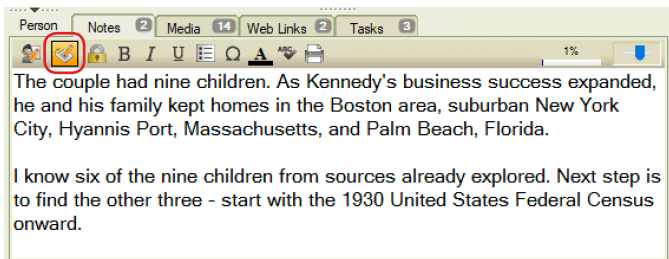 Person Notes 2 Media 14 Web Links 2 Tasks 3
B I U Ω A ABC 1%
The couple had nine children. As Kennedy's business success expanded,
he and his family kept homes in the Boston area, suburban New York
City, Hyannis Port, Massachusetts, and Palm Beach, Florida.
I know six of the nine children from sources already explored. Next step is
to find the other three - start with the 1930 United States Federal Census
onward.